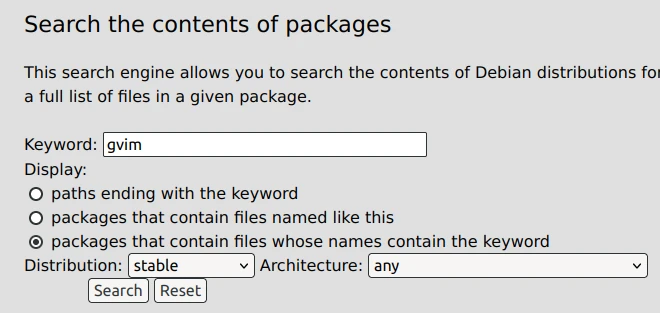 Search the contents of packages
This search engine allows you to search the contents of Debian distributions for
a full list of files in a given package.
Keyword: gvim
Display:
paths ending with the keyword
packages that contain files named like this
packages that contain files whose names contain the keyword
Distribution: stable Architecture: any
Search Reset